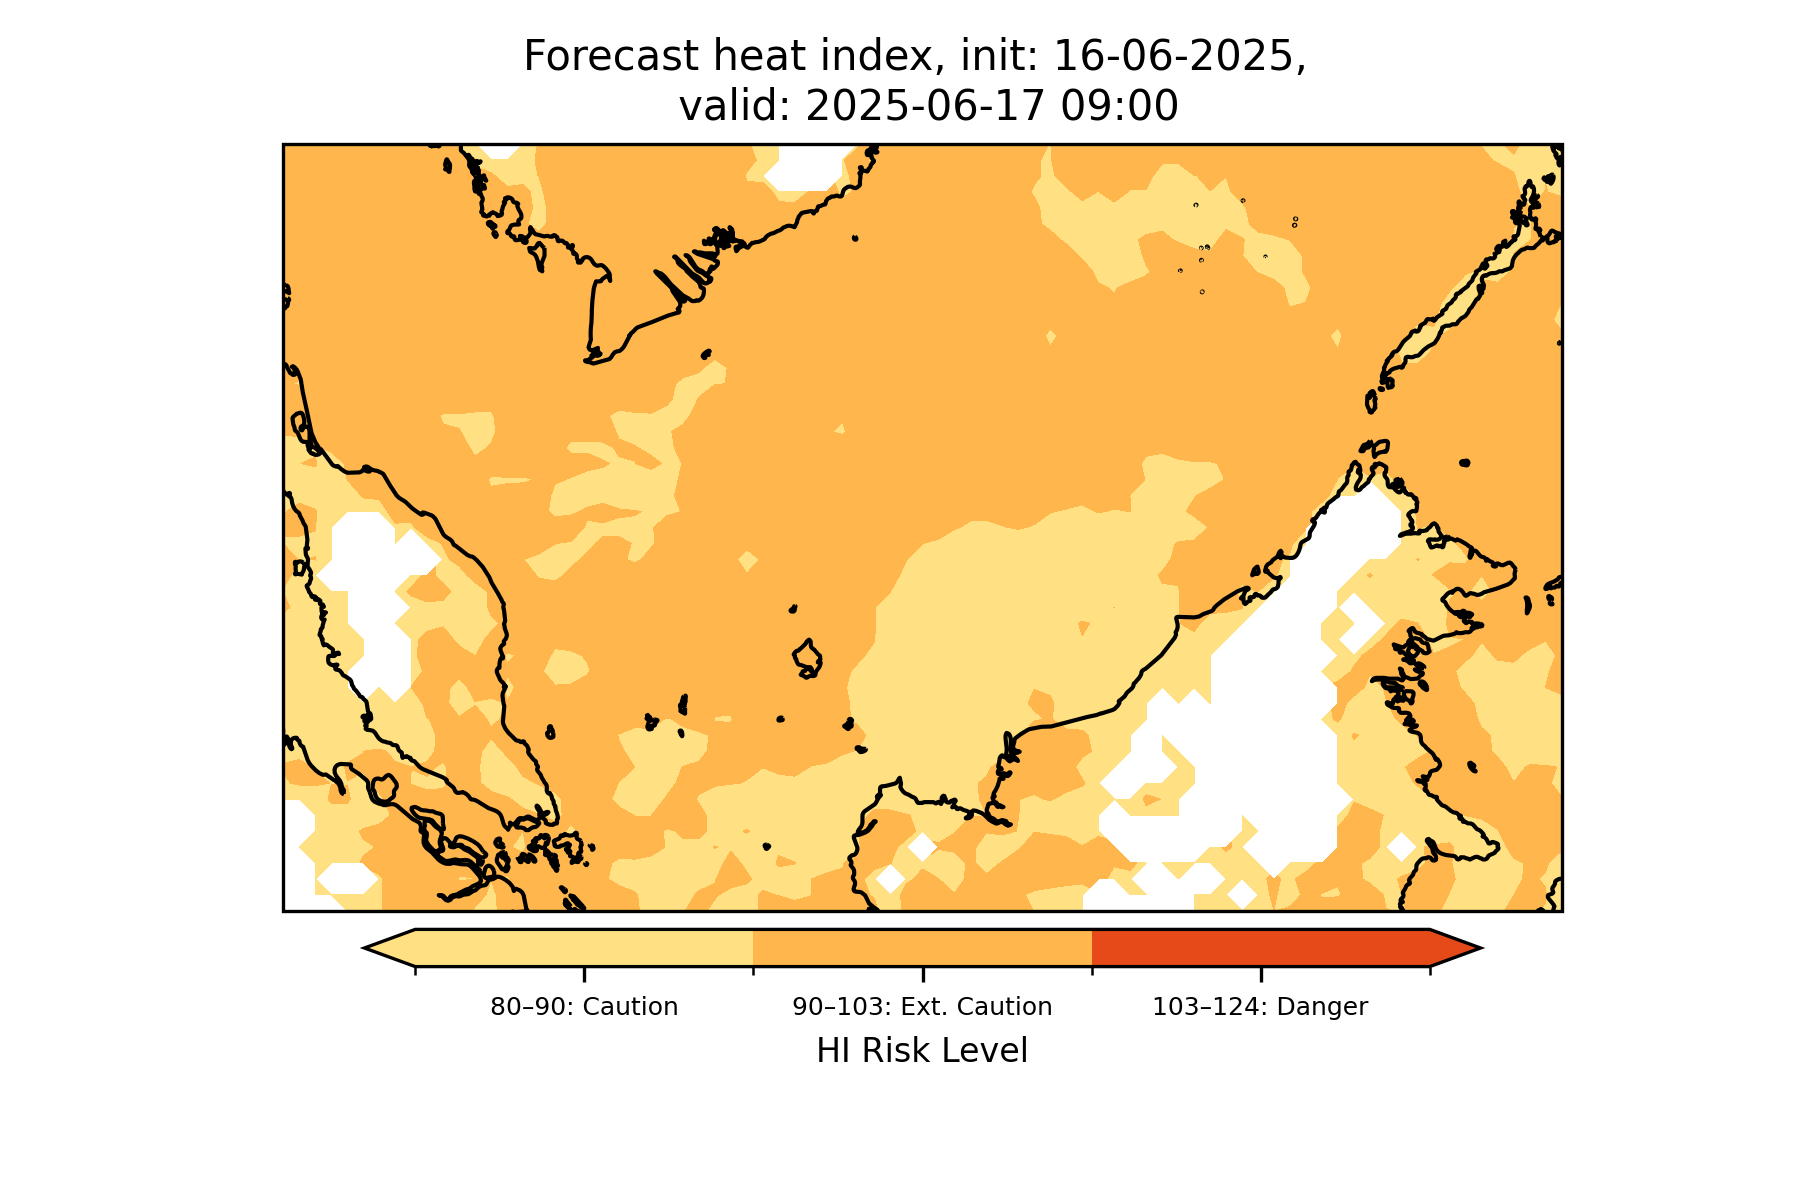 Forecast heat index, init: 16-06-2025,
valid: 2025-06-17 09:00
80–90: Caution
90–103: Ext. Caution
103–124: Danger
HI Risk Level